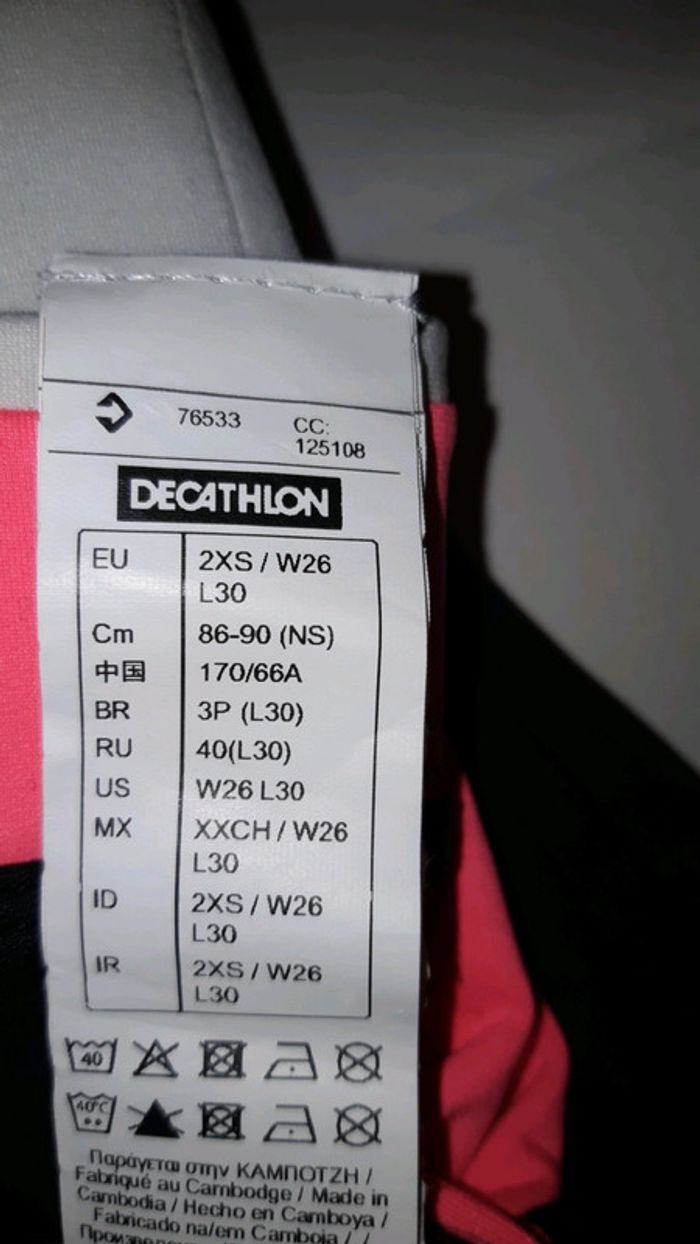 76533 CC:
125108
DECATHLON
EU 2XS / W26
L30
Cm 86-90 (NS)
中国 170/66A
BR 3P (L30)
RU 40(L30)
US W26 L30
MX XXCH / W26
L30
ID 2XS / W26
L30
IR 2XS / W26
L30
40
40°C
Παράγεται στην ΚΑΜΠΟΤΖΗ /
Fabriqué au Cambodge / Made in
Cambodia / Hecho en Camboya /
Fabricado na/em Camboja / /